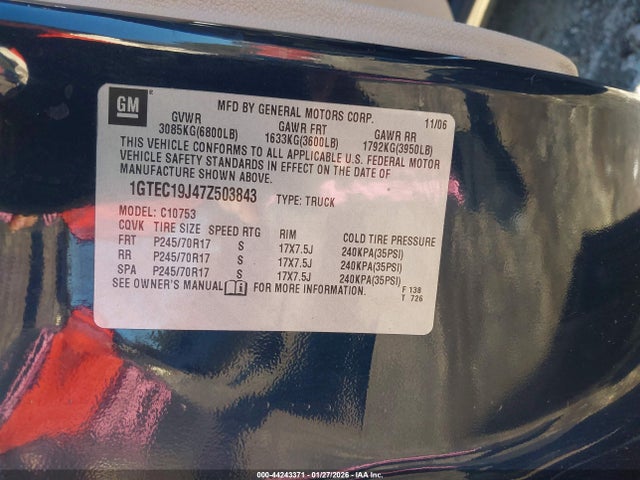 GM
®
MFD BY GENERAL MOTORS CORP. 11/06
GVWR GAWR FRT GAWR RR
3085KG(6800LB) 1633KG(3600LB) 1792KG(3950LB)
THIS VEHICLE CONFORMS TO ALL APPLICABLE U.S. FEDERAL MOTOR
VEHICLE SAFETY STANDARDS IN EFFECT ON THE DATE OF
MANUFACTURE SHOWN ABOVE.
1GTEC19J47Z503843 TYPE: TRUCK
MODEL: C10753
CQVK TIRE SIZE SPEED RTG RIM COLD TIRE PRESSURE
FRT P245/70R17 S 17X7.5J 240KPA(35PSI)
RR P245/70R17 S 17X7.5J 240KPA(35PSI)
SPA P245/70R17 S 17X7.5J 240KPA(35PSI)
SEE OWNER'S MANUAL FOR MORE INFORMATION. F 138
T 726
000-44243371 - 01/27/2026 - IAA Inc.